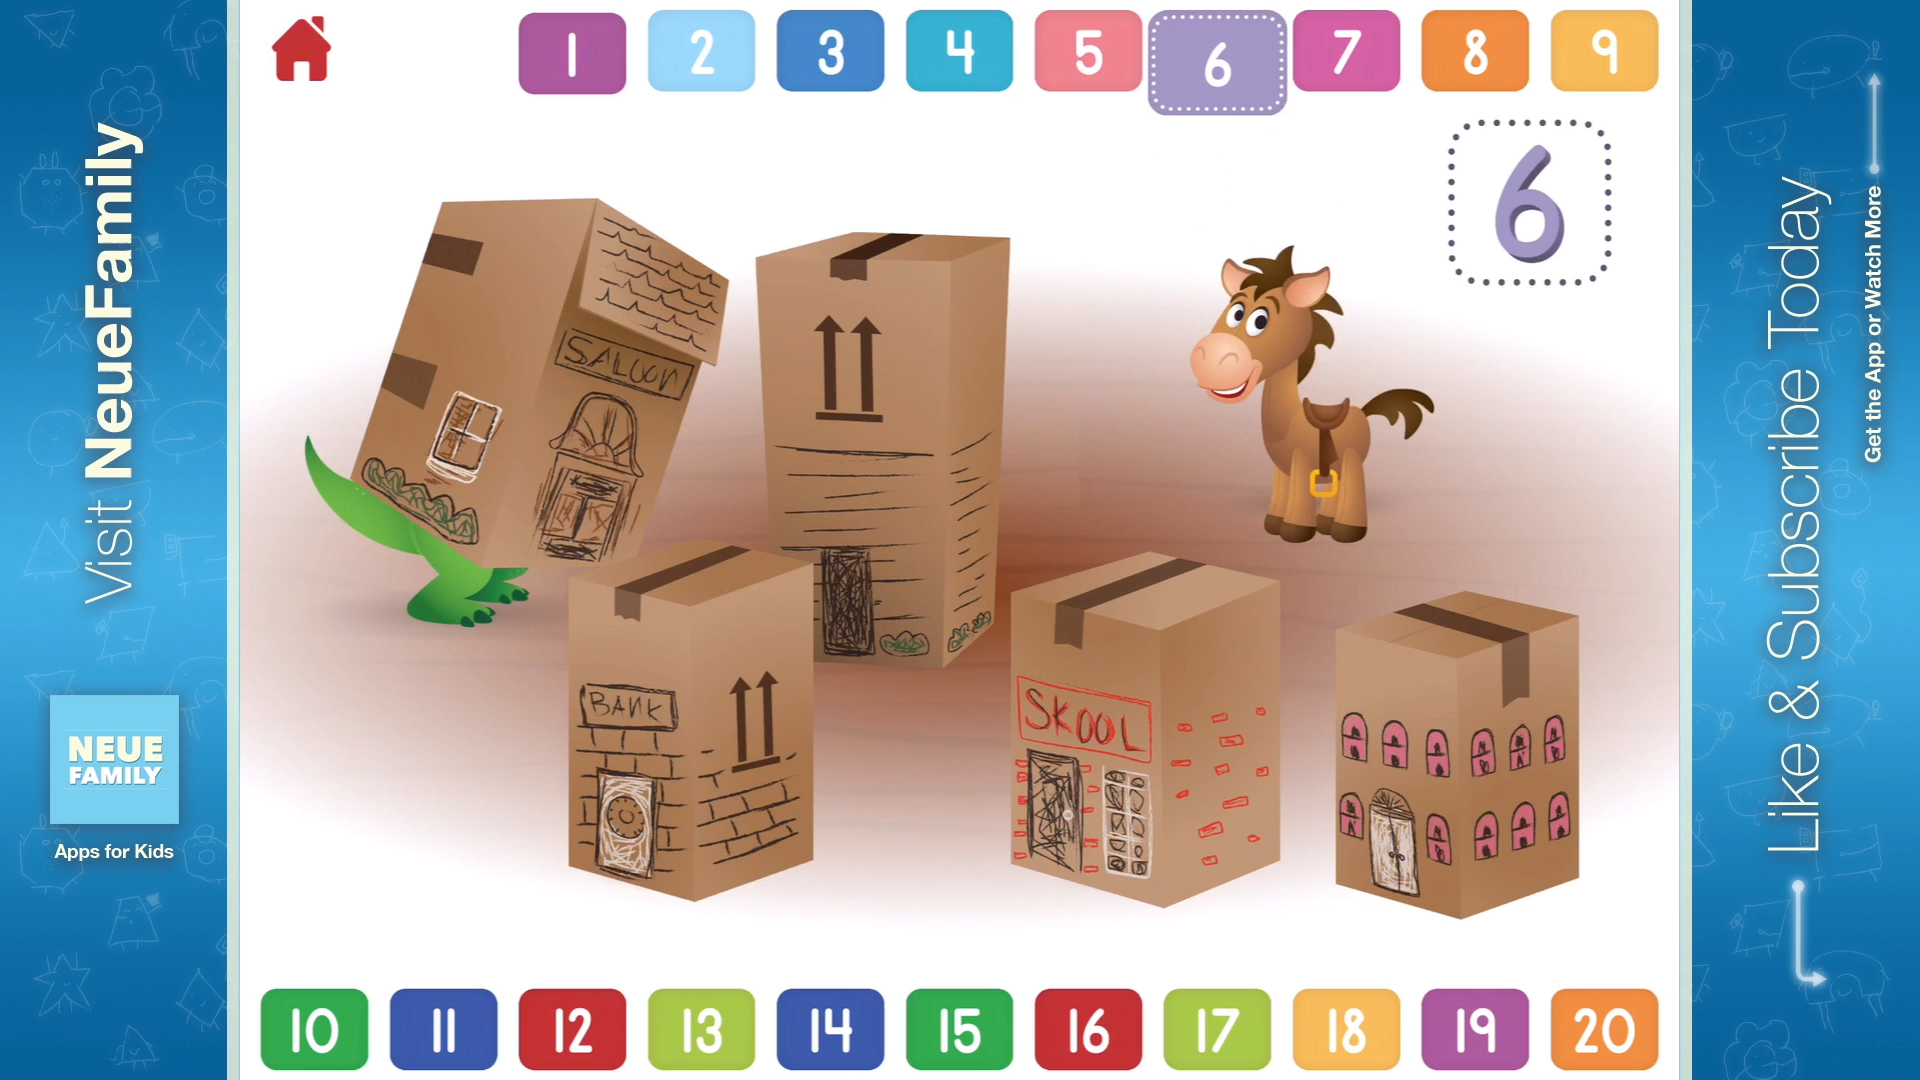 1 2 3 4 5 6 7 8 9
6
SALOON
BANK
SKOOL
10 11 12 13 14 15 16 17 18 19 20
Visit NeueFamily
NEUE
FAMILY
Apps for Kids
Like & Subscribe Today
Get the App or Watch More